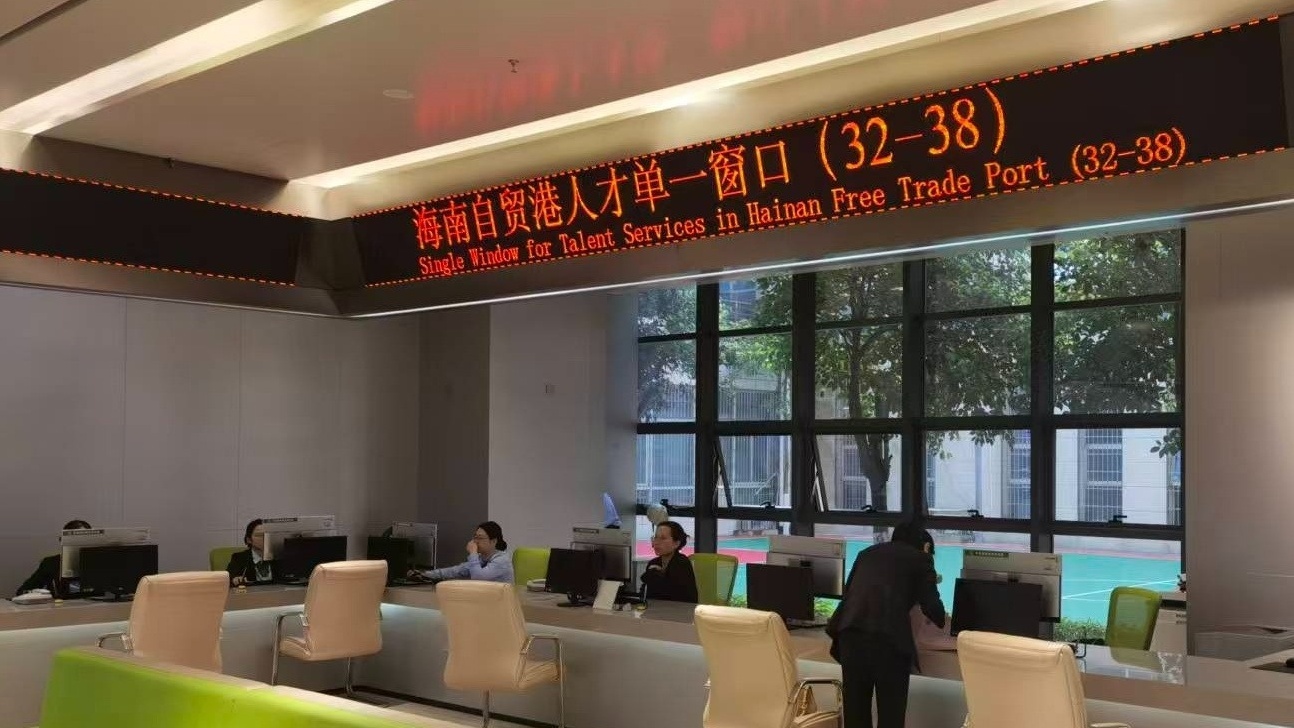 海南自贸港人才单一窗口（32-38）
Single Window for Talent Services in Hainan Free Trade Port (32-38)